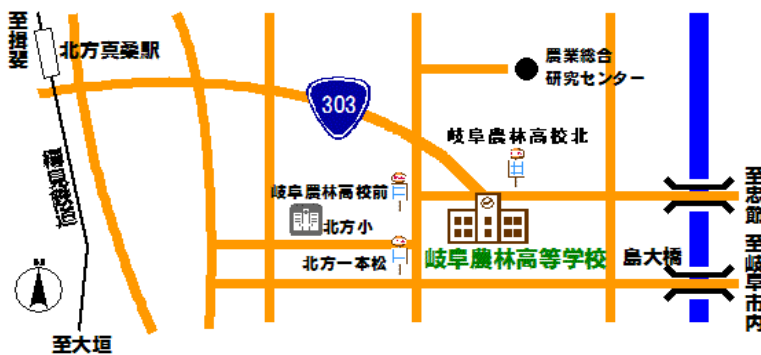 至揖斐
北方真桑駅
303
農業総合
研究センター
岐阜農林高校北
岐阜農林高校前
北方小
北方一本松
岐阜農林高等学校
島大橋
至忠節
至岐阜市内
至大垣